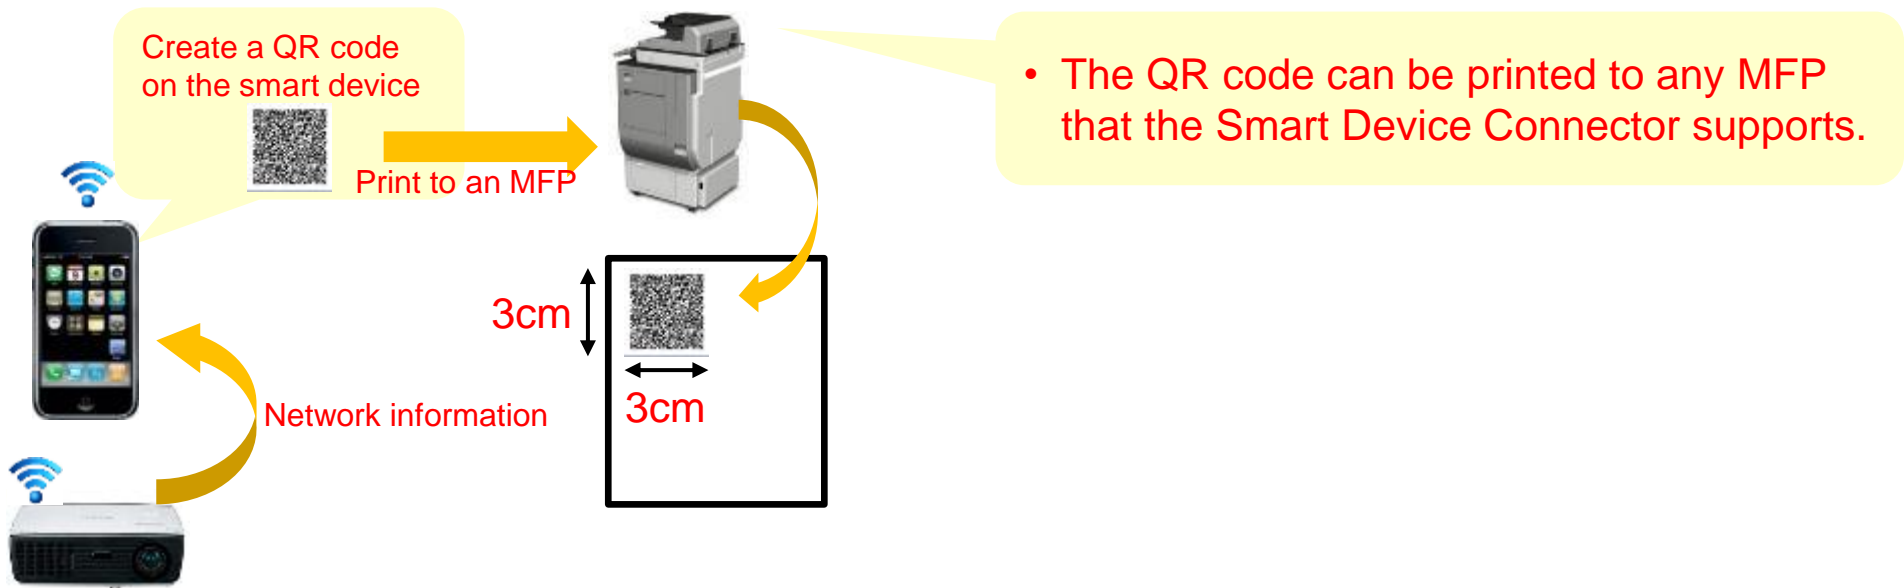 Create a QR code
on the smart device
Print to an MFP
• The QR code can be printed to any MFP
that the Smart Device Connector supports.
3cm
3cm
Network information